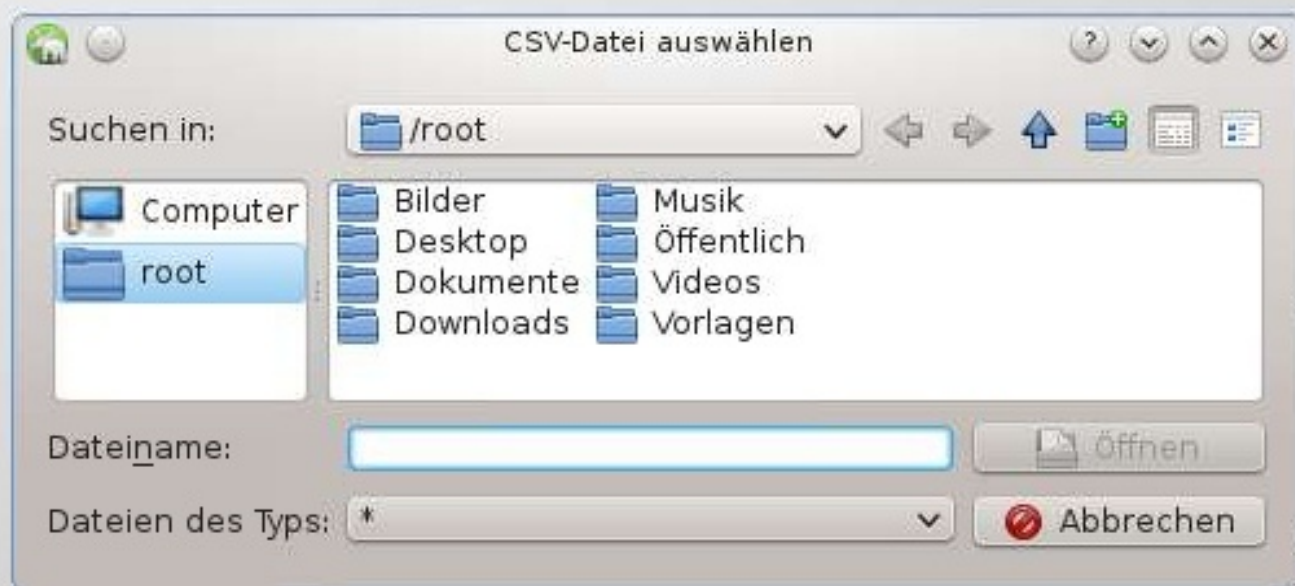 CSV-Datei auswählen
Suchen in:
/root
Computer
root
Bilder
Musik
Desktop
Öffentlich
Dokumente
Videos
Downloads
Vorlagen
Dateiname:
Öffnen
Dateien des Typs:
*
Abbrechen